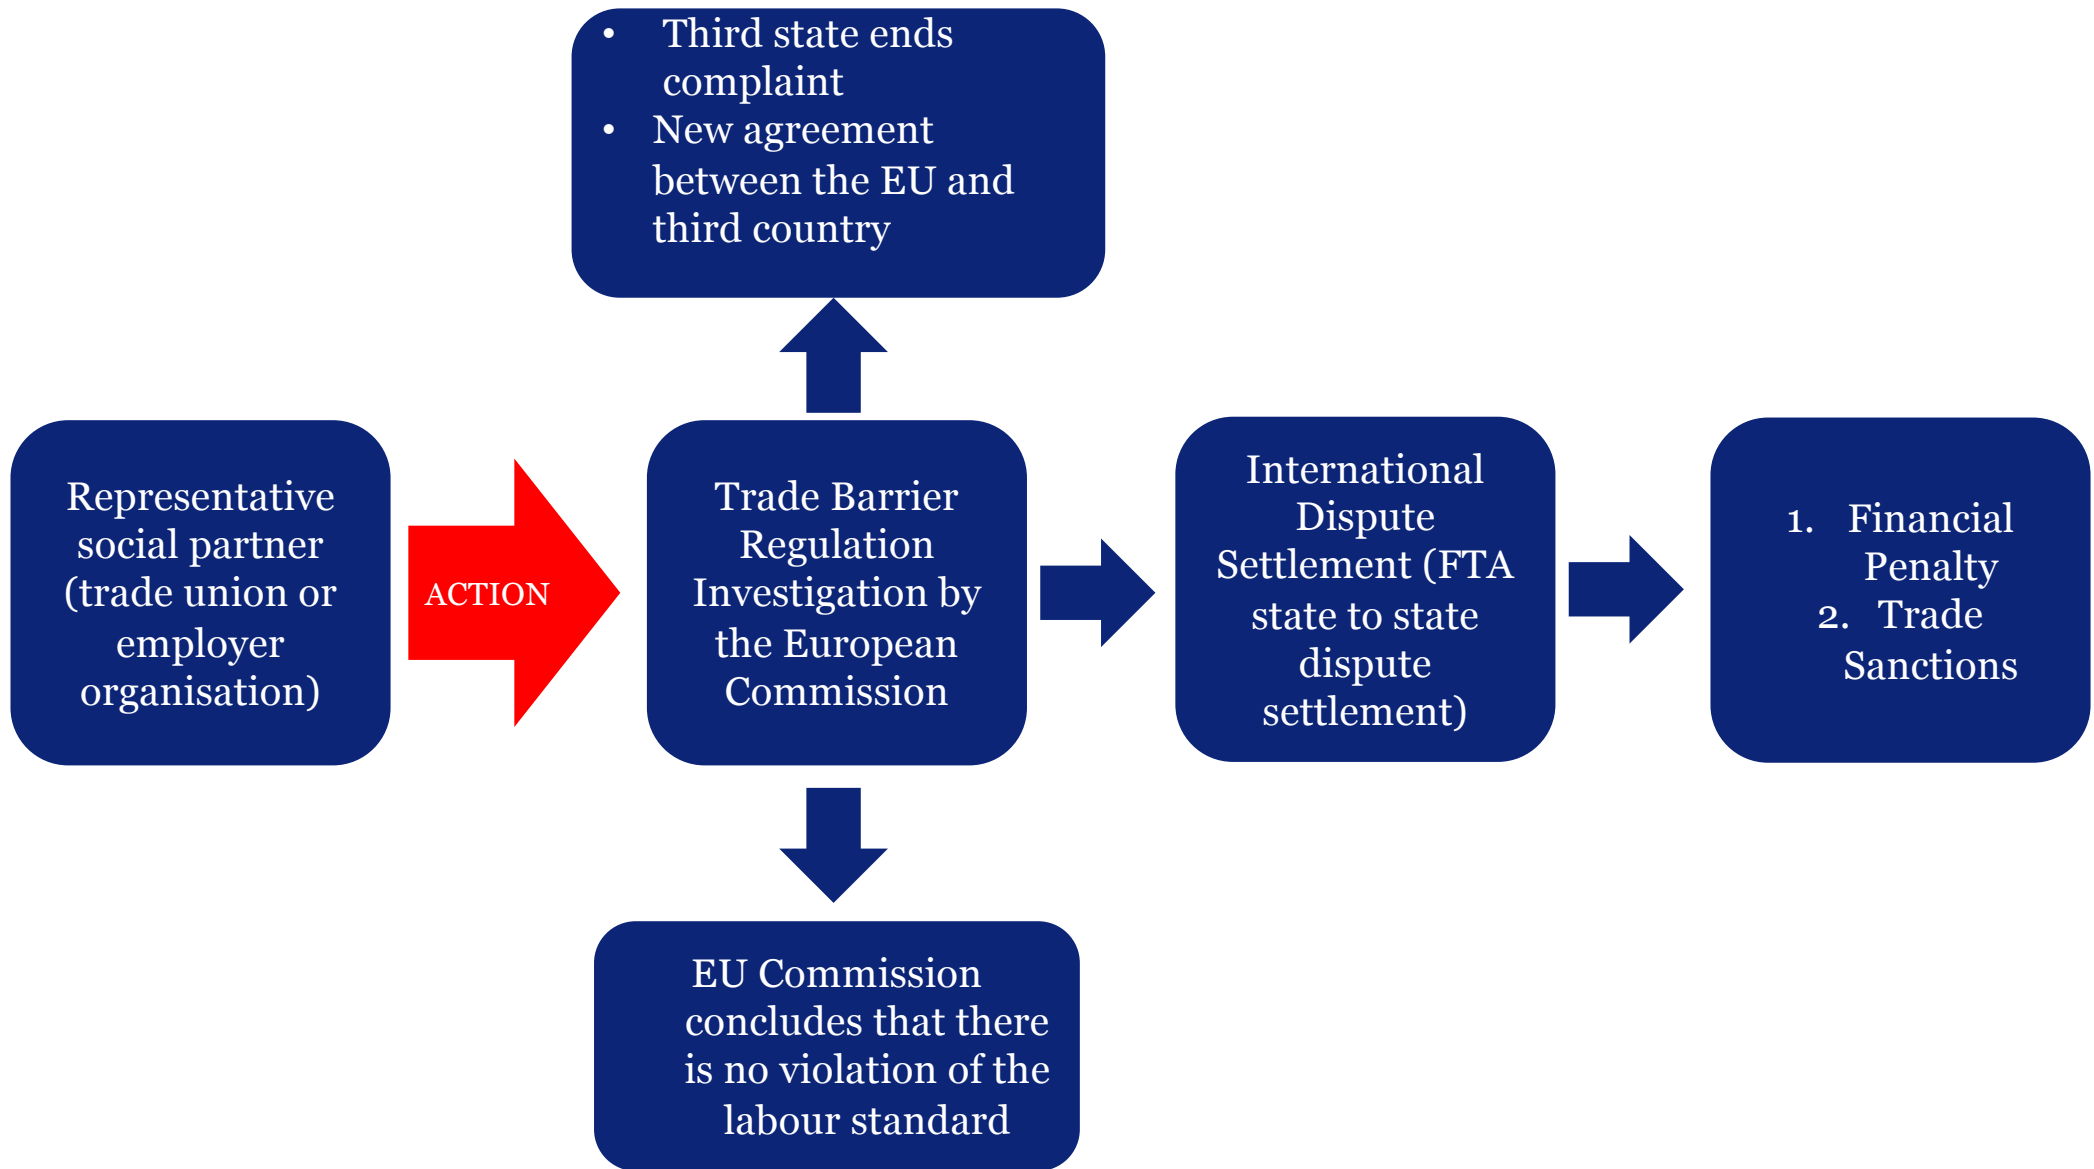 • Third state ends
complaint
• New agreement
between the EU and
third country
Representative
social partner
(trade union or
employer
organisation)
ACTION
Trade Barrier
Regulation
Investigation by
the European
Commission
International
Dispute
Settlement (FTA
state to state
dispute
settlement)
1. Financial
Penalty
2. Trade
Sanctions
EU Commission
concludes that there
is no violation of the
labour standard